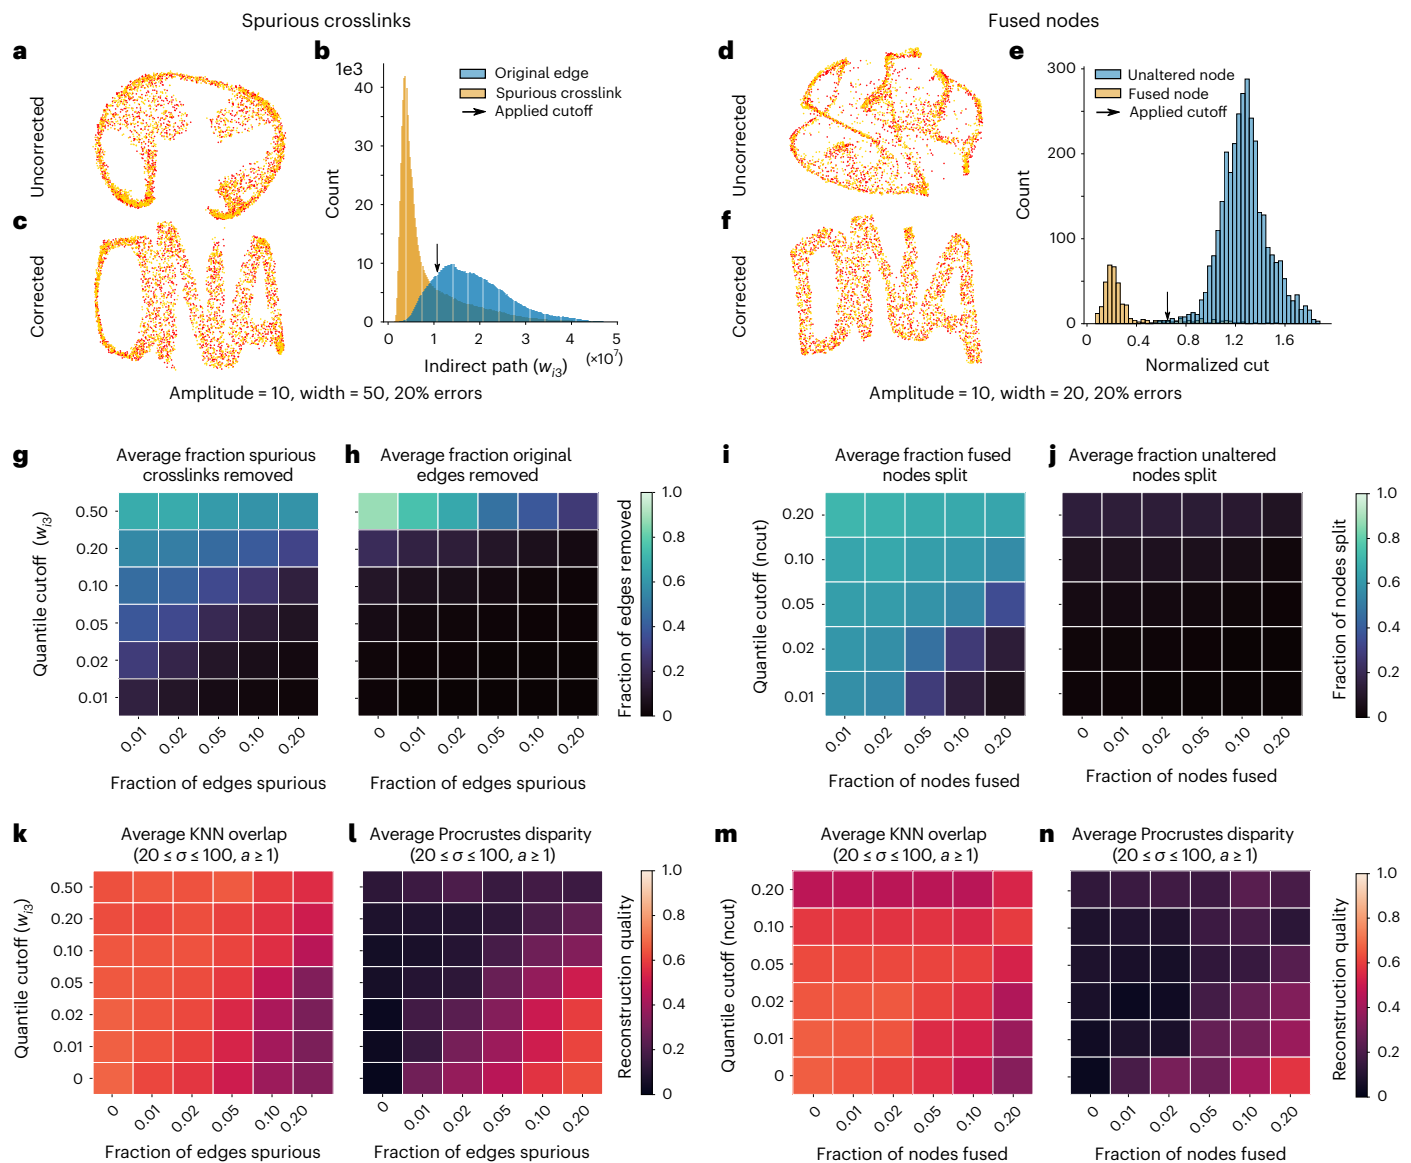 Spurious crosslinks
Fused nodes
a
b
d
e
Uncorrected
1e3
40
30
20
10
0
Count
Original edge
Spurious crosslink
Applied cutoff
0
1
2
3
4
5
Indirect path (wi3)
(×10⁷)
Uncorrected
300
200
100
0
Count
Unaltered node
Fused node
Applied cutoff
0
0.4
0.8
1.2
1.6
Normalized cut
c
Corrected
f
Corrected
Amplitude = 10, width = 50, 20% errors
Amplitude = 10, width = 20, 20% errors
g
Average fraction spurious
crosslinks removed
Quantile cutoff (wi3)
0.50
0.20
0.10
0.05
0.02
0.01
0.01
0.02
0.05
0.10
0.20
Fraction of edges spurious
h
Average fraction original
edges removed
0
0.01
0.02
0.05
0.10
0.20
Fraction of edges spurious
Fraction of edges removed
1.0
0.8
0.6
0.4
0.2
0
i
Average fraction fused
nodes split
Quantile cutoff (ncut)
0.20
0.10
0.05
0.02
0.01
0.01
0.02
0.05
0.10
0.20
Fraction of nodes fused
j
Average fraction unaltered
nodes split
0
0.01
0.02
0.05
0.10
0.20
Fraction of nodes fused
Fraction of nodes split
1.0
0.8
0.6
0.4
0.2
0
k
Average KNN overlap
(20 ≤ σ ≤ 100, a ≥ 1)
Quantile cutoff (wi3)
0.50
0.20
0.10
0.05
0.02
0.01
0
0
0.01
0.02
0.05
0.10
0.20
Fraction of edges spurious
l
Average Procrustes disparity
(20 ≤ σ ≤ 100, a ≥ 1)
0
0.01
0.02
0.05
0.10
0.20
Fraction of edges spurious
Reconstruction quality
1.0
0.8
0.6
0.4
0.2
0
m
Average KNN overlap
(20 ≤ σ ≤ 100, a ≥ 1)
Quantile cutoff (ncut)
0.20
0.10
0.05
0.02
0.01
0
0
0.01
0.02
0.05
0.10
0.20
Fraction of nodes fused
n
Average Procrustes disparity
(20 ≤ σ ≤ 100, a ≥ 1)
0
0.01
0.02
0.05
0.10
0.20
Fraction of nodes fused
Reconstruction quality
1.0
0.8
0.6
0.4
0.2
0